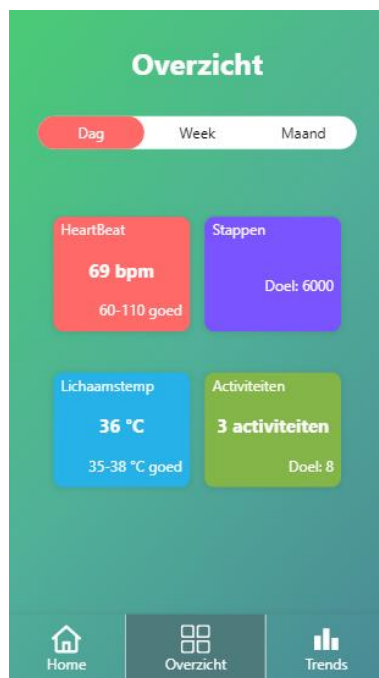 Overzicht
Dag Week Maand
HeartBeat
69 bpm
60-110 goed
Stappen
Doel: 6000
Lichaamstemp
36 °C
35-38 °C goed
Activiteiten
3 activiteiten
Doel: 8
Home Overzicht Trends